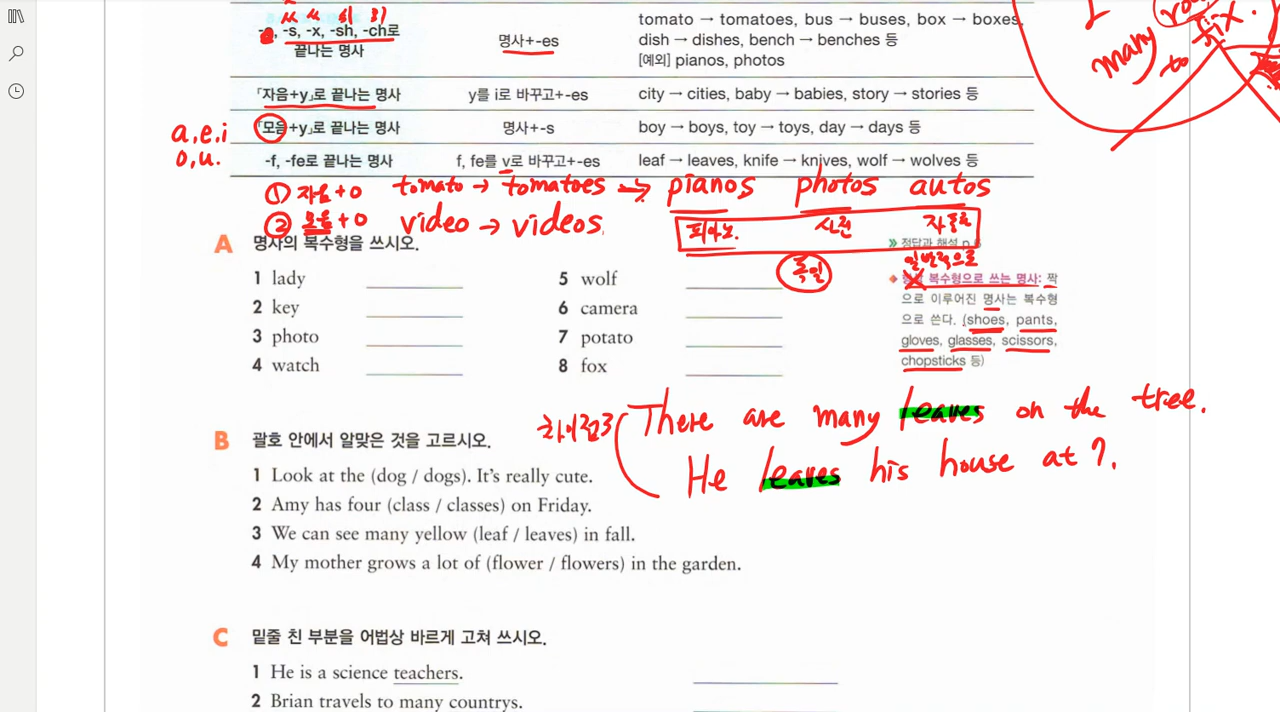 -s, -x, -sh, -ch로
끝나는 명사
명사+-es
tomato → tomatoes, bus → buses, box → boxes,
dish → dishes, bench → benches 등
[예외] pianos, photos
「자음+y」로 끝나는 명사
y를 i로 바꾸고+-es
city → cities, baby → babies, story → stories 등
「모음+y」로 끝나는 명사
명사+-s
boy → boys, toy → toys, day → days 등
-f, -fe로 끝나는 명사
f, fe를 v로 바꾸고+-es
leaf → leaves, knife → knives, wolf → wolves 등
many
to
a, e, i
o, u.
① 자음+o tomato → tomatoes → pianos photos autos
② 모음+o video → videos
피아노. 사진 자동차
독일
일반적으로
A 명사의 복수형을 쓰시오.
» 정답과 해설 p.
1 lady
2 key
3 photo
4 watch
5 wolf
6 camera
7 potato
8 fox
복수형으로 쓰는 명사: 짝
으로 이루어진 명사는 복수형
으로 쓴다. (shoes, pants,
gloves, glasses, scissors,
chopsticks 등)
차이점
There are many leaves on the tree.
He leaves his house at 7.
B 괄호 안에서 알맞은 것을 고르시오.
1 Look at the (dog / dogs). It's really cute.
2 Amy has four (class / classes) on Friday.
3 We can see many yellow (leaf / leaves) in fall.
4 My mother grows a lot of (flower / flowers) in the garden.
C 밑줄 친 부분을 어법상 바르게 고쳐 쓰시오.
1 He is a science teachers.
2 Brian travels to many countrys.